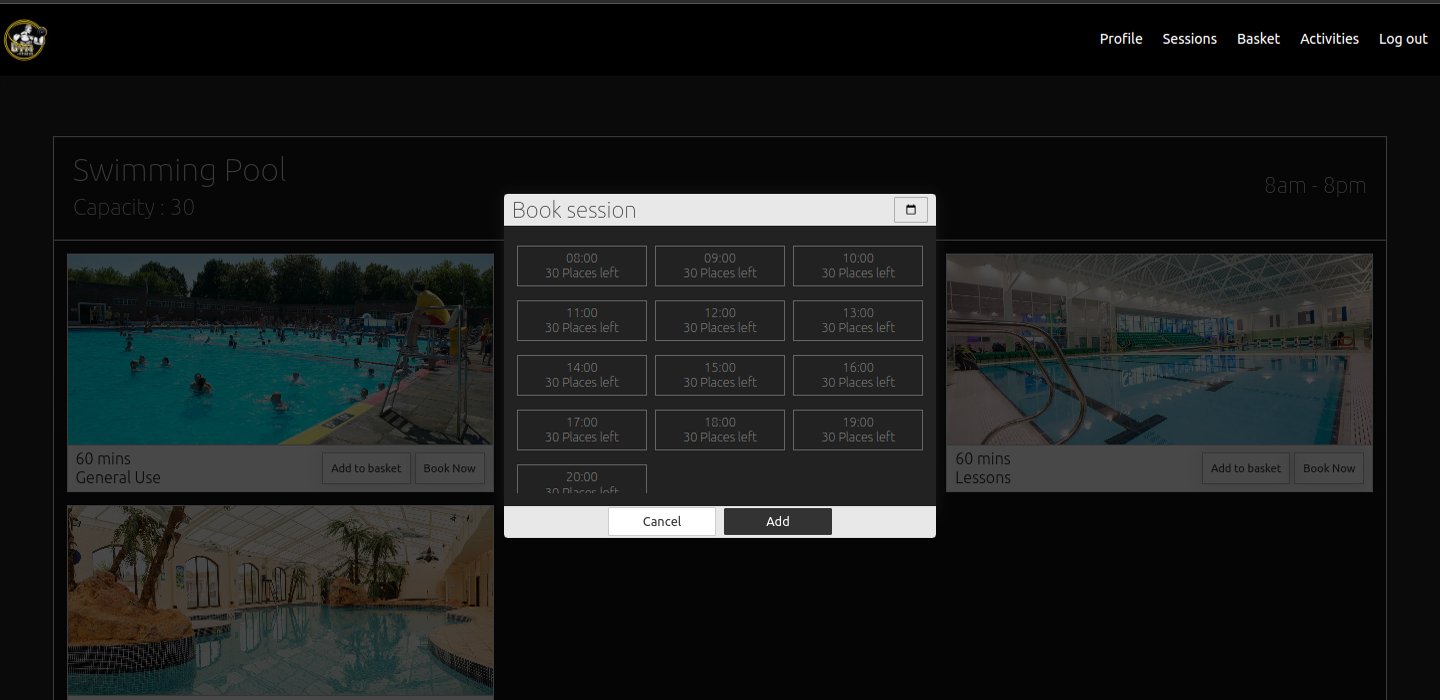 GYM
Profile Sessions Basket Activities Log out
Swimming Pool
Capacity : 30
8am - 8pm
Book session
08:00 09:00 10:00
30 Places left 30 Places left 30 Places left
11:00 12:00 13:00
30 Places left 30 Places left 30 Places left
14:00 15:00 16:00
30 Places left 30 Places left 30 Places left
17:00 18:00 19:00
30 Places left 30 Places left 30 Places left
20:00
30 Places left
Cancel Add
60 mins
General Use
Add to basket Book Now
60 mins
Lessons
Add to basket Book Now